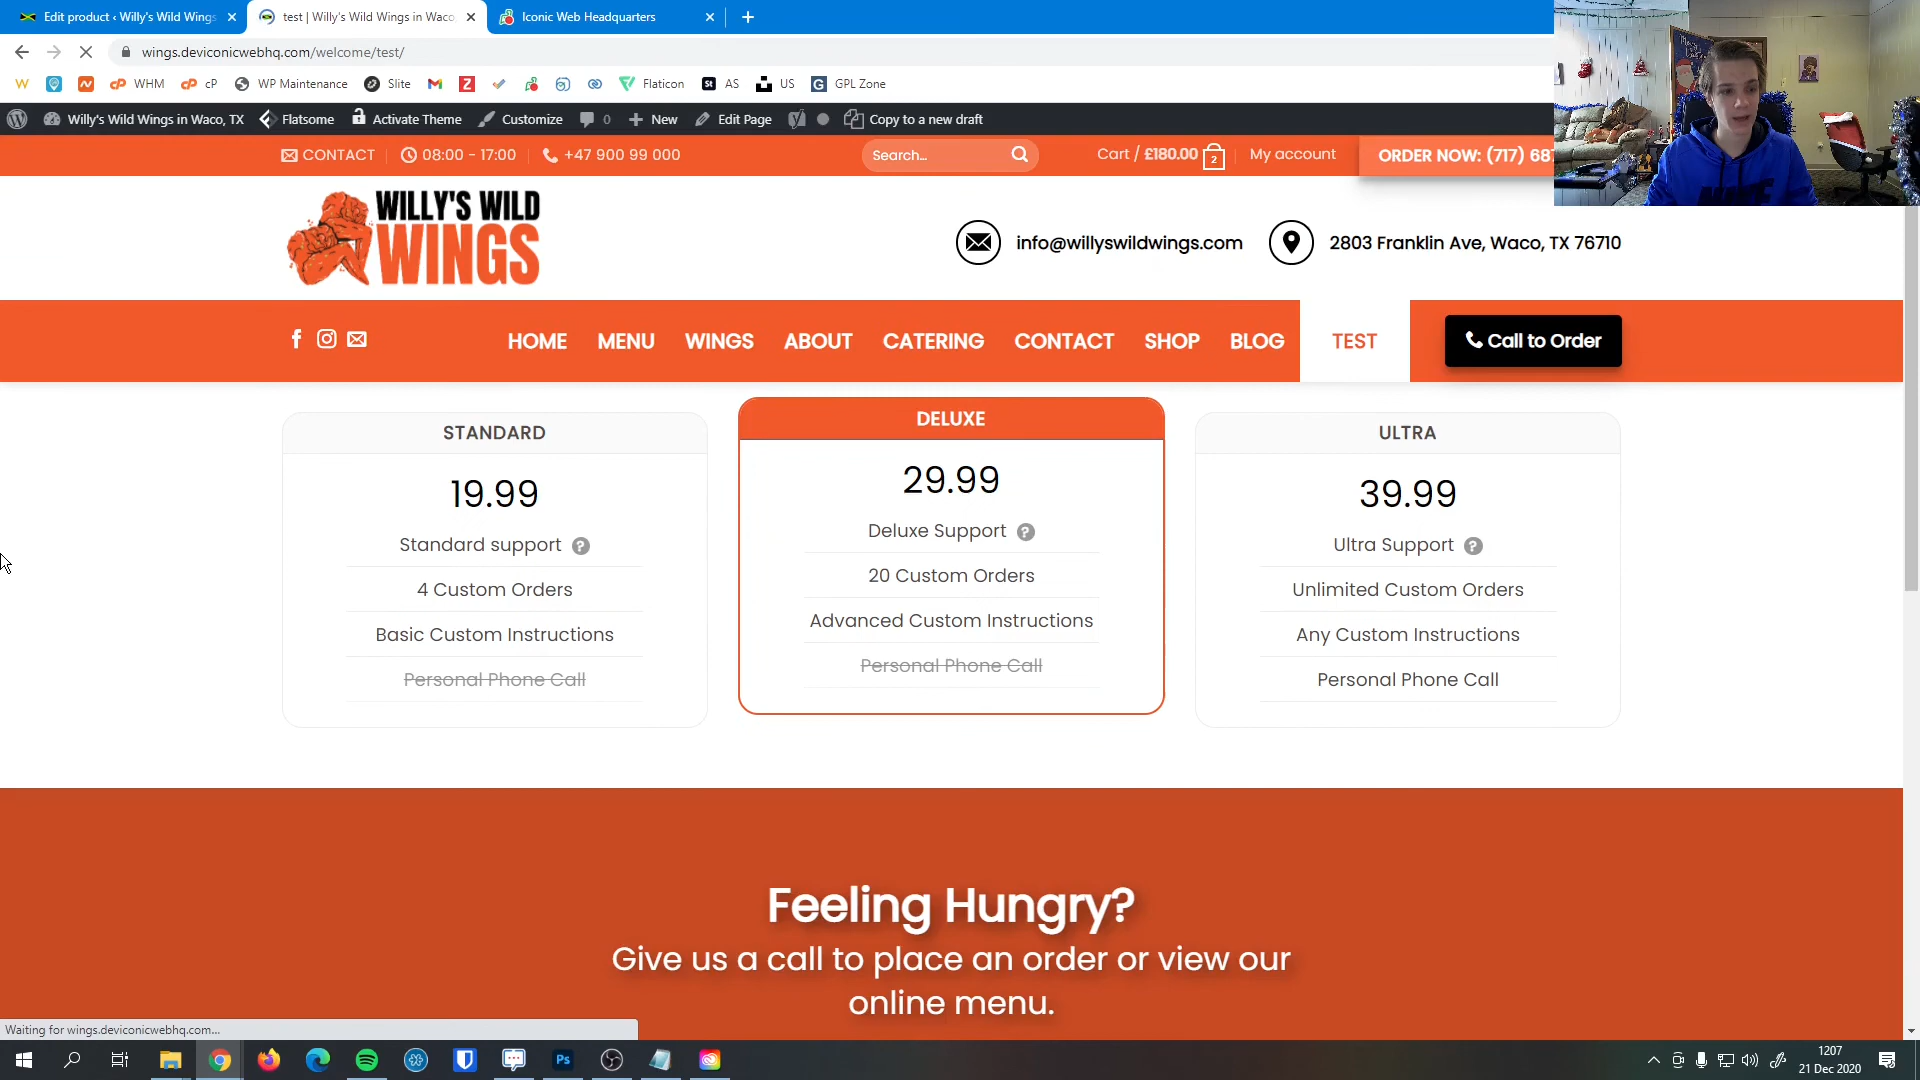 Edit product ‹ Willy's Wild Wings
test | Willy's Wild Wings in Waco
Iconic Web Headquarters
wings.deviconicwebhq.com/welcome/test/
WHM
cP
WP Maintenance
Slite
Flaticon
AS
US
GPL Zone
Willy's Wild Wings in Waco, TX
Flatsome
Activate Theme
Customize
0
New
Edit Page
Copy to a new draft
CONTACT
08:00 - 17:00
+47 900 99 000
Search...
Cart / £180.00
2
My account
ORDER NOW: (717) 687
WILLY'S WILD
WINGS
info@willyswildwings.com
2803 Franklin Ave, Waco, TX 76710
HOME
MENU
WINGS
ABOUT
CATERING
CONTACT
SHOP
BLOG
TEST
Call to Order
STANDARD
19.99
Standard support ?
4 Custom Orders
Basic Custom Instructions
Personal Phone Call
DELUXE
29.99
Deluxe Support ?
20 Custom Orders
Advanced Custom Instructions
Personal Phone Call
ULTRA
39.99
Ultra Support ?
Unlimited Custom Orders
Any Custom Instructions
Personal Phone Call
Feeling Hungry?
Give us a call to place an order or view our
online menu.
Waiting for wings.deviconicwebhq.com...
Ps
1207
21 Dec 2020